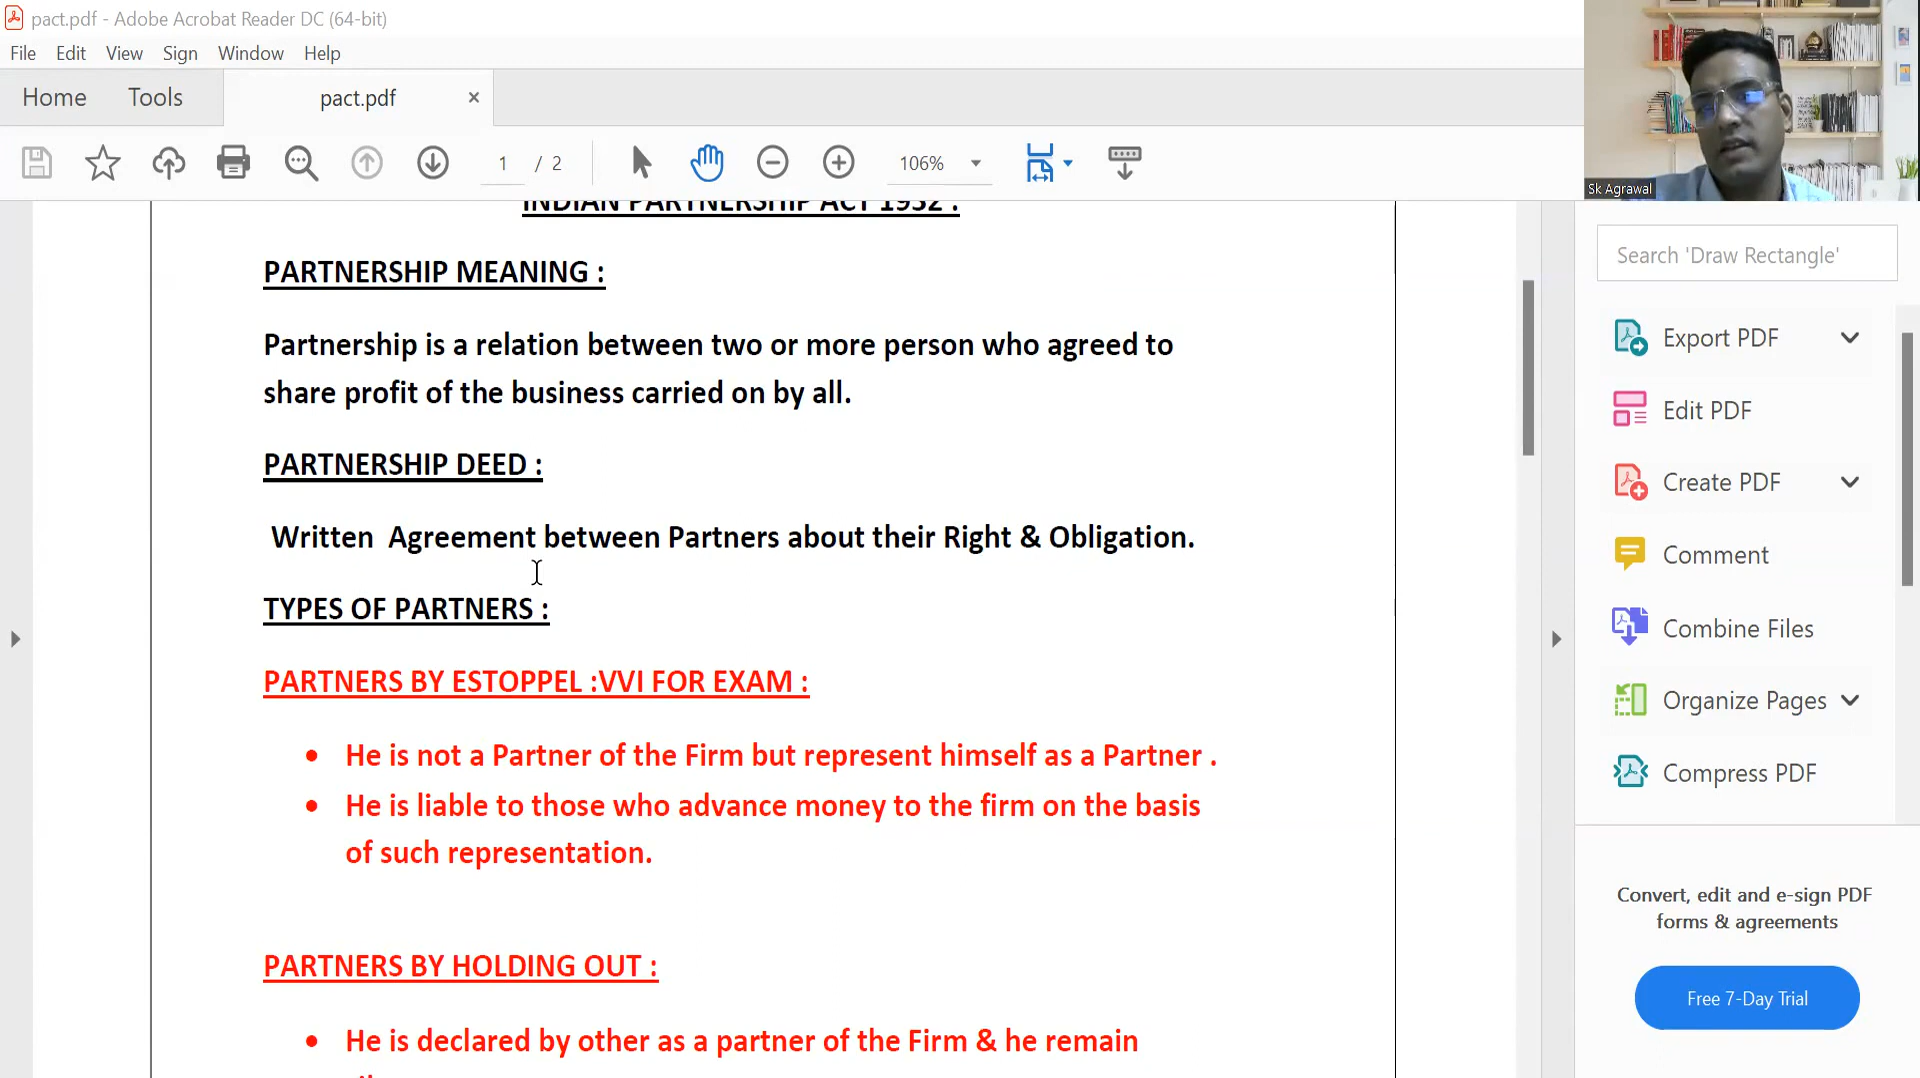 pact.pdf - Adobe Acrobat Reader DC (64-bit)
File Edit View Sign Window Help
Home Tools pact.pdf ×
1 / 2 106%
Sk Agrawal
INDIAN PARTNERSHIP ACT 1932 :
PARTNERSHIP MEANING :
Partnership is a relation between two or more person who agreed to
share profit of the business carried on by all.
PARTNERSHIP DEED :
Written Agreement between Partners about their Right & Obligation.
TYPES OF PARTNERS :
PARTNERS BY ESTOPPEL :VVI FOR EXAM :
• He is not a Partner of the Firm but represent himself as a Partner .
• He is liable to those who advance money to the firm on the basis
of such representation.
PARTNERS BY HOLDING OUT :
• He is declared by other as a partner of the Firm & he remain
Search 'Draw Rectangle'
Export PDF
Edit PDF
Create PDF
Comment
Combine Files
Organize Pages
Compress PDF
Convert, edit and e-sign PDF
forms & agreements
Free 7-Day Trial